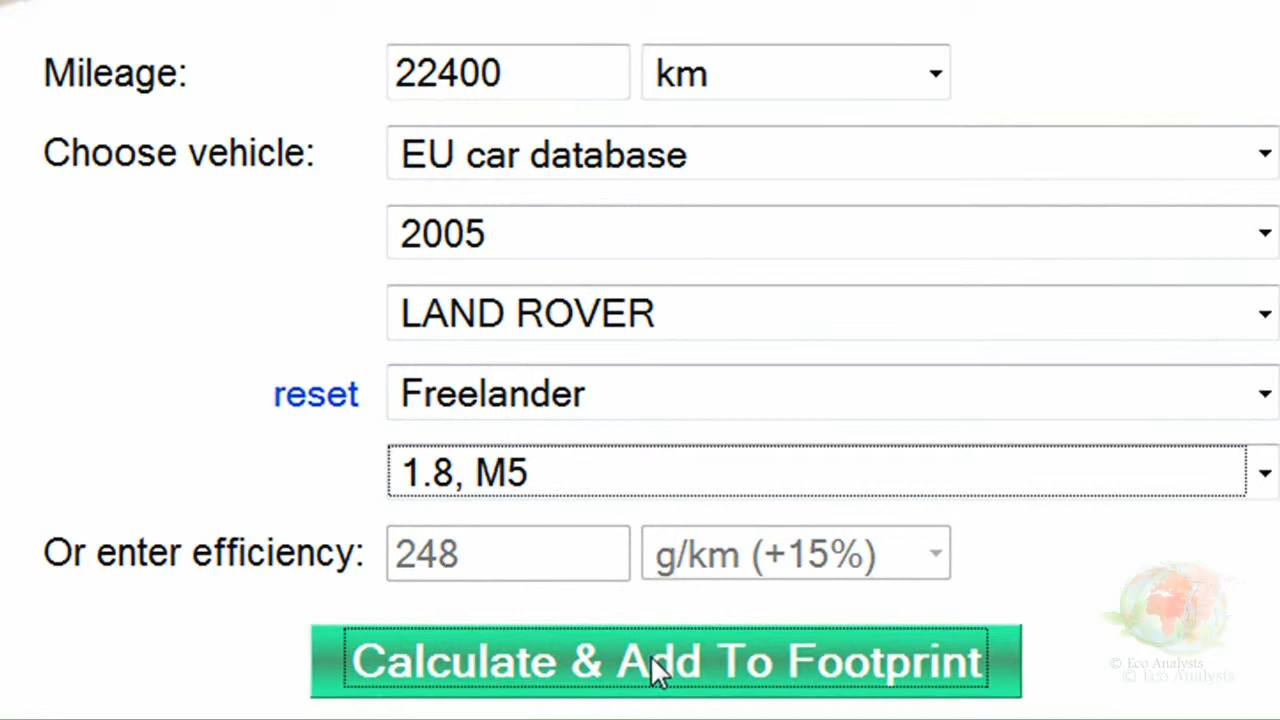 Mileage: 22400 km
Choose vehicle: EU car database
2005
LAND ROVER
reset Freelander
1.8, M5
Or enter efficiency: 248 g/km (+15%)
Calculate & Add To Footprint
© Eco Analysts
© Eco Analysts